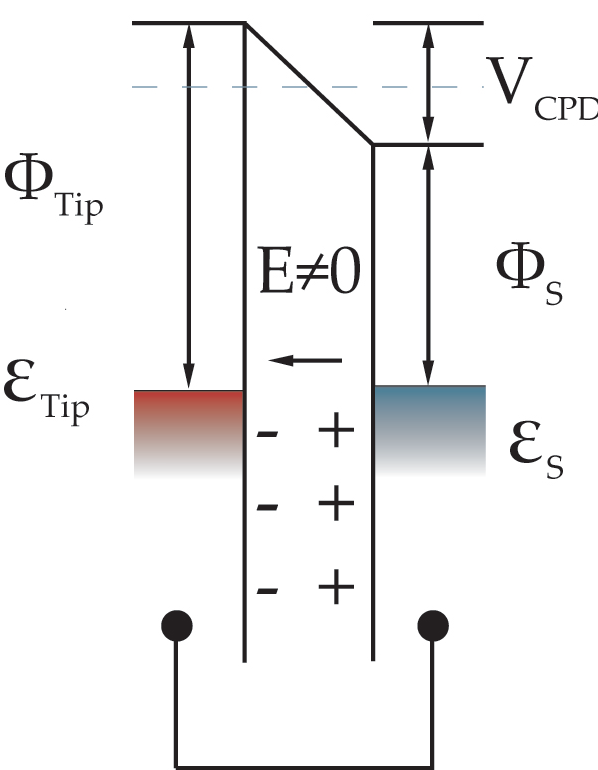 V_CPD
Φ_Tip
E≠0
Φ_S
ε_Tip
ε_S
- +
- +
- +